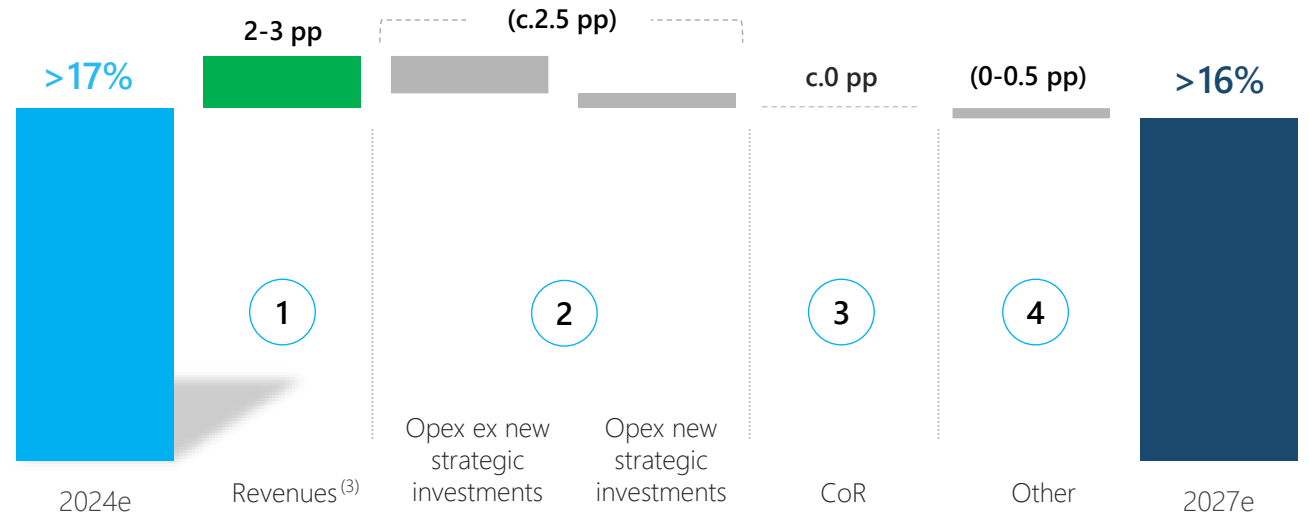 (c.2.5 pp)
2-3 pp
>17%
c.0 pp
(0-0.5 pp)
>16%
1
2
3
4
Opex ex new
strategic
investments
Opex new
strategic
investments
2024e
Revenues(3)
CoR
Other
2027e